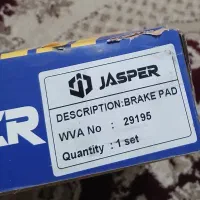 JASPER
DESCRIPTION:BRAKE PAD
WVA No : 29195
Quantity : 1 set